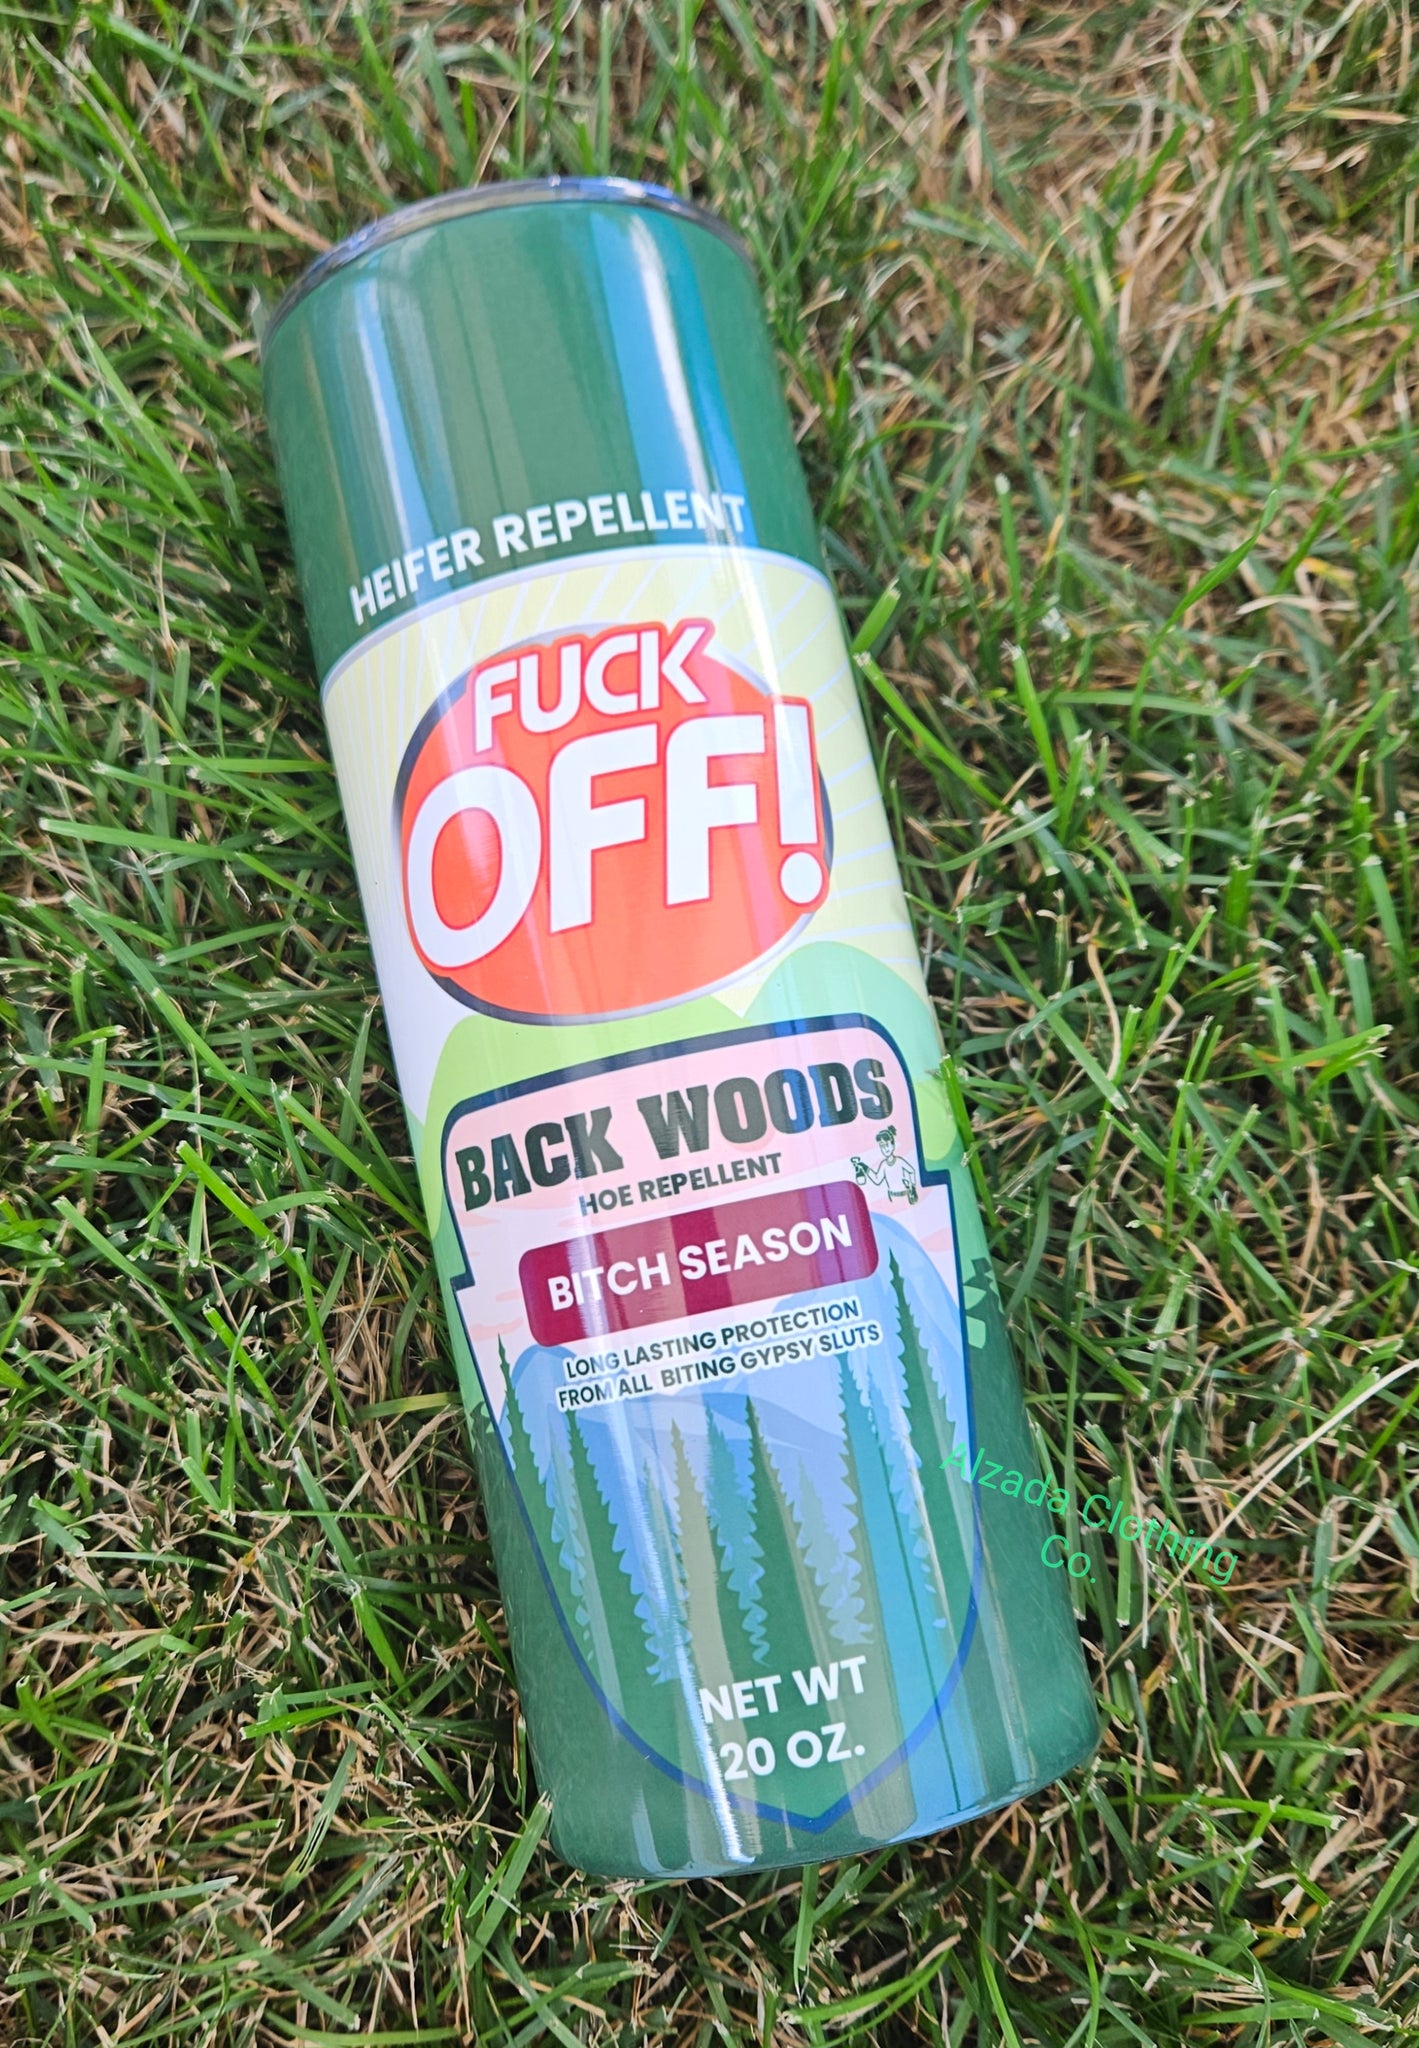 HEIFER REPELLENT
FUCK
OFF!
BACK WOODS
HOE REPELLENT
BITCH SEASON
LONG LASTING PROTECTION
FROM ALL BITING GYPSY SLUTS
NET WT
20 OZ.
Alzada Clothing
Co.